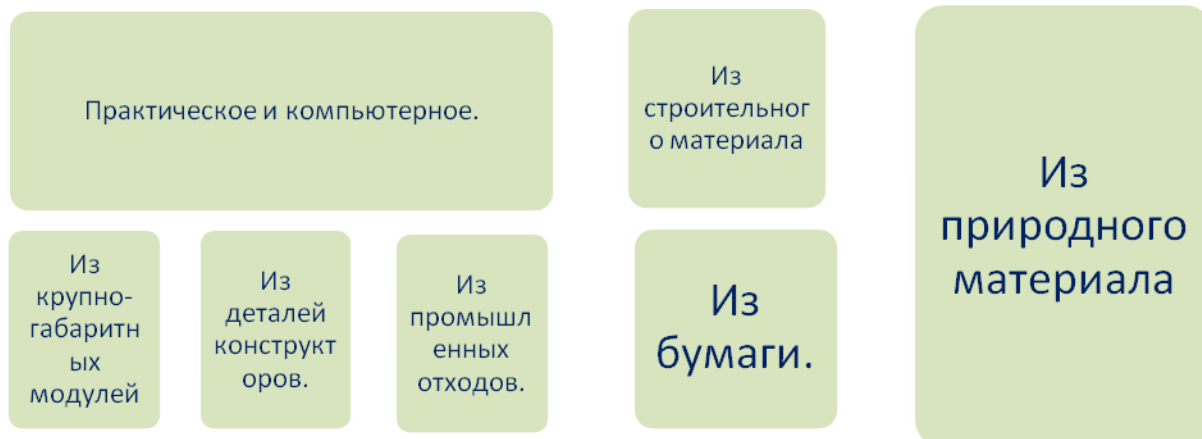 Практическое и компьютерное.
Из
строительног
о материала
Из
природного
материала
Из
крупно-
габаритн
ых
модулей
Из
деталей
конструкт
оров.
Из
промышл
енных
отходов.
Из
бумаги.